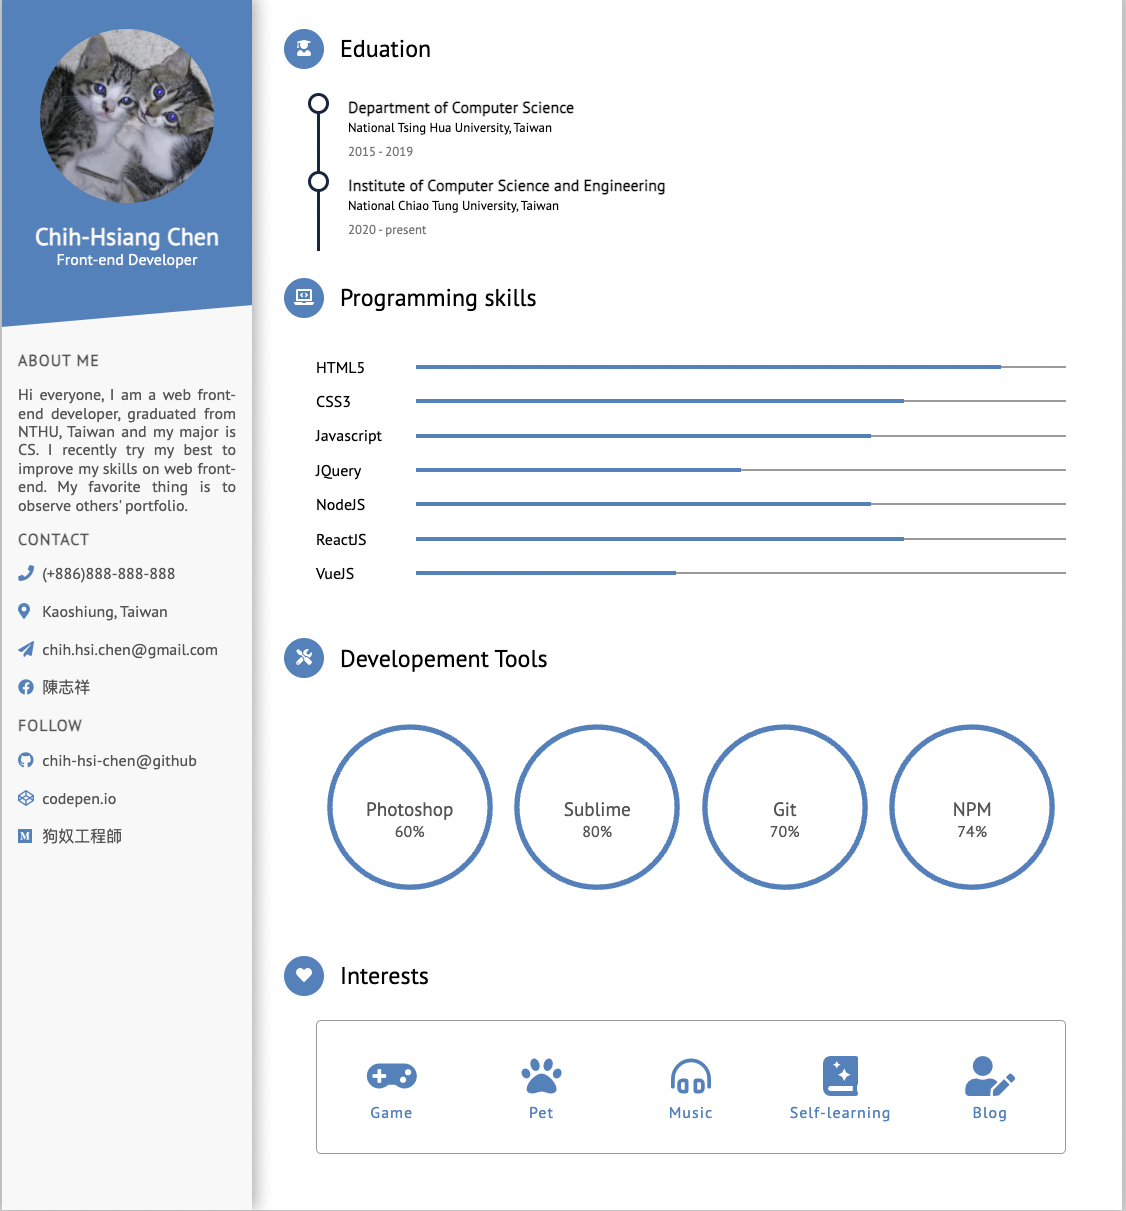 Chih-Hsiang Chen
Front-end Developer
ABOUT ME
Hi everyone, I am a web front-
end developer, graduated from
NTHU, Taiwan and my major is
CS. I recently try my best to
improve my skills on web front-
end. My favorite thing is to
observe others' portfolio.
CONTACT
(+886)888-888-888
Kaoshiung, Taiwan
chih.hsi.chen@gmail.com
陳志祥
FOLLOW
chih-hsi-chen@github
codepen.io
狗奴工程師
Eduation
Department of Computer Science
National Tsing Hua University, Taiwan
2015 - 2019
Institute of Computer Science and Engineering
National Chiao Tung University, Taiwan
2020 - present
Programming skills
HTML5
CSS3
Javascript
JQuery
NodeJS
ReactJS
VueJS
Developement Tools
Photoshop
60%
Sublime
80%
Git
70%
NPM
74%
Interests
Game
Pet
Music
Self-learning
Blog